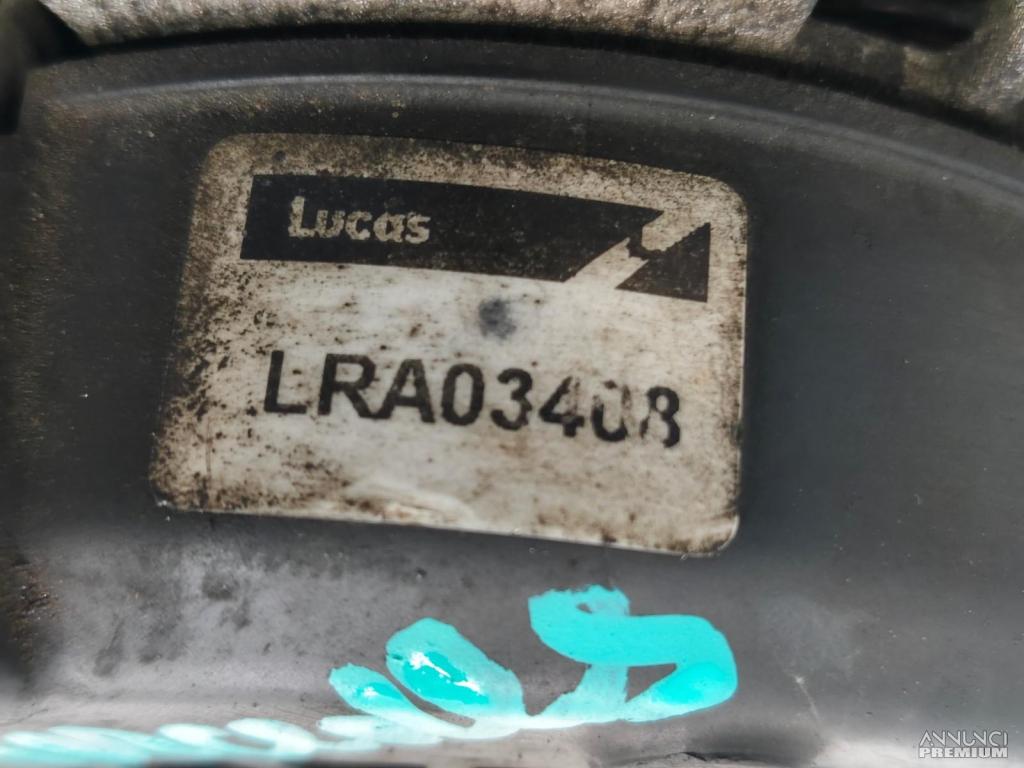 Lucas
LRA03408
ANNUNCI
PREMIUM